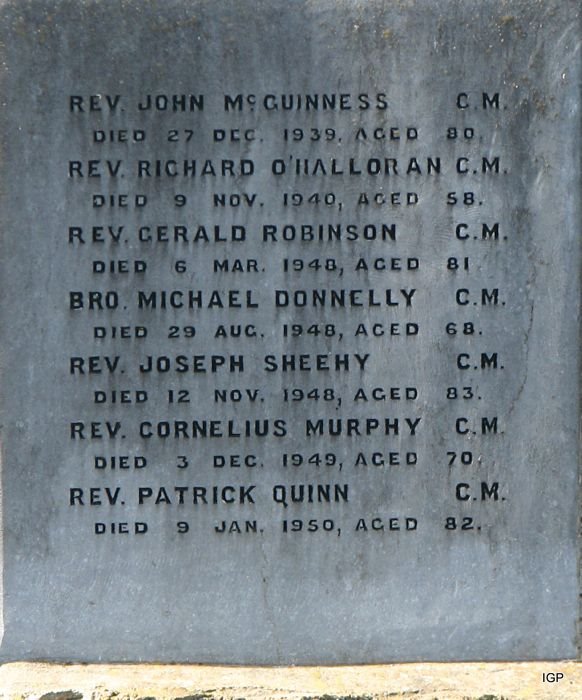 REV. JOHN McGUINNESS C.M.
DIED 27 DEC. 1939, AGED 80.
REV. RICHARD O'HALLORAN C.M.
DIED 9 NOV. 1940, AGED 58.
REV. GERALD ROBINSON C.M.
DIED 6 MAR. 1948, AGED 81
BRO. MICHAEL DONNELLY C.M.
DIED 29 AUG. 1948, AGED 68.
REV. JOSEPH SHEEHY C.M.
DIED 12 NOV. 1948, AGED 83.
REV. CORNELIUS MURPHY C.M.
DIED 3 DEC. 1949, AGED 70.
REV. PATRICK QUINN C.M.
DIED 9 JAN. 1950, AGED 82.
IGP